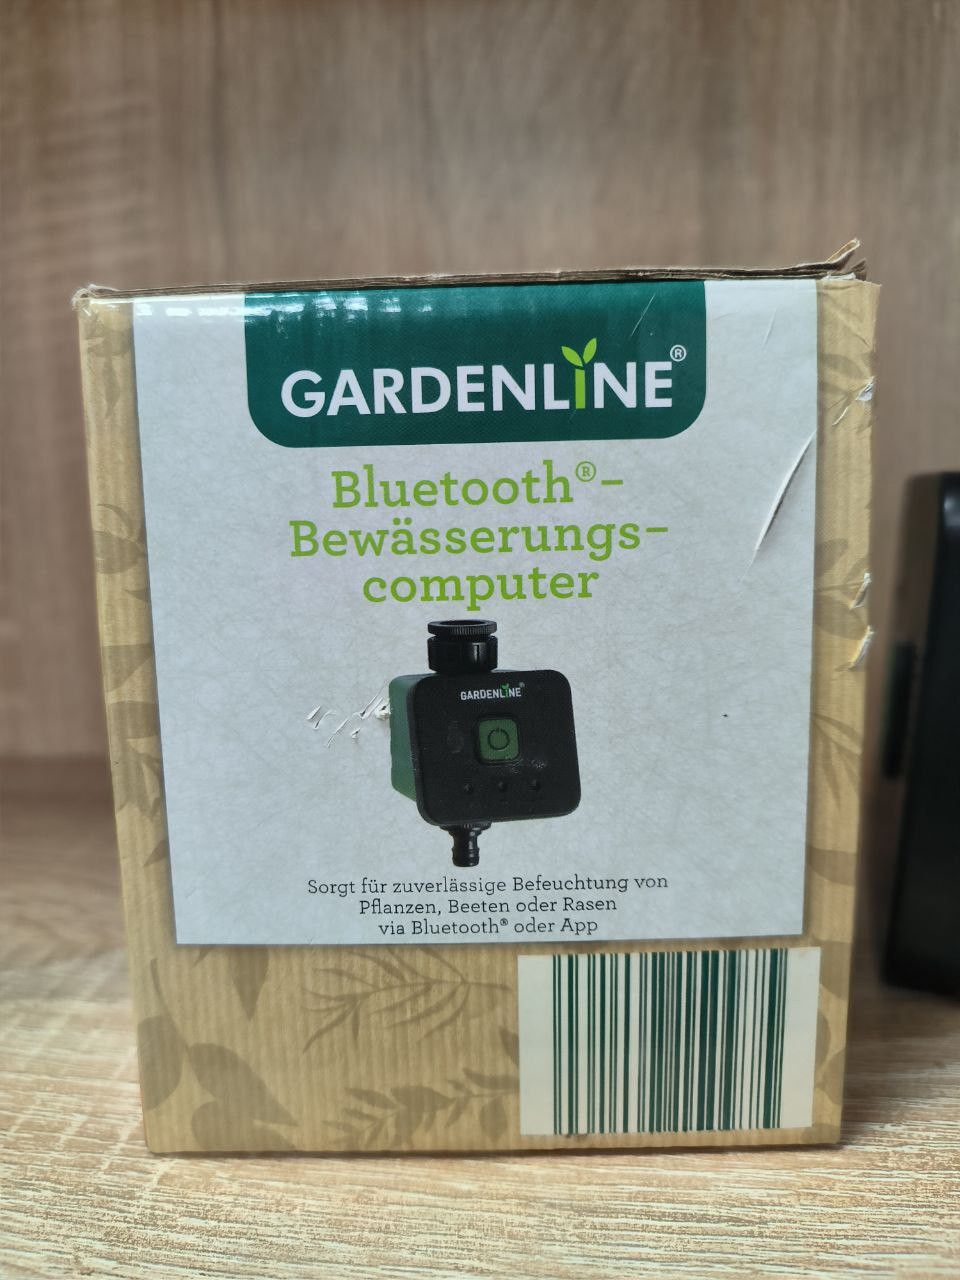 GARDENLINE®
Bluetooth®-
Bewässerungs-
computer
GARDENLINE®
Sorgt für zuverlässige Befeuchtung von
Pflanzen, Beeten oder Rasen
via Bluetooth® oder App